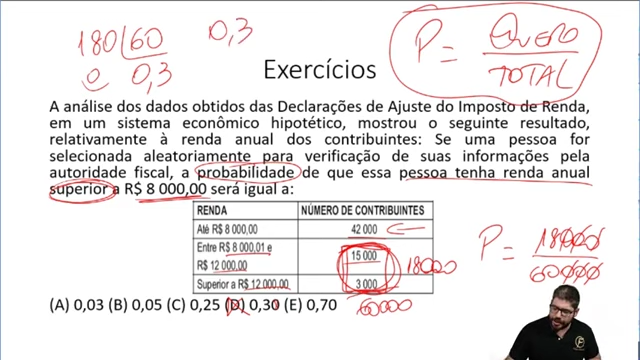 180 60 0,3
0 0,3
P = QUERO
TOTAL
Exercícios
A análise dos dados obtidos das Declarações de Ajuste do Imposto de Renda,
em um sistema econômico hipotético, mostrou o seguinte resultado,
relativamente à renda anual dos contribuintes: Se uma pessoa for
selecionada aleatoriamente para verificação de suas informações pela
autoridade fiscal, a probabilidade de que essa pessoa tenha renda anual
superior a R$ 8 000,00 será igual a:
RENDA NÚMERO DE CONTRIBUINTES
Até R$ 8 000,00 42 000
Entre R$ 8 000,01 e
R$ 12 000,00 15 000
18000
Superior a R$ 12 000,00 3 000
60000
P = 18000
60000
(A) 0,03 (B) 0,05 (C) 0,25 (D) 0,30 (E) 0,70